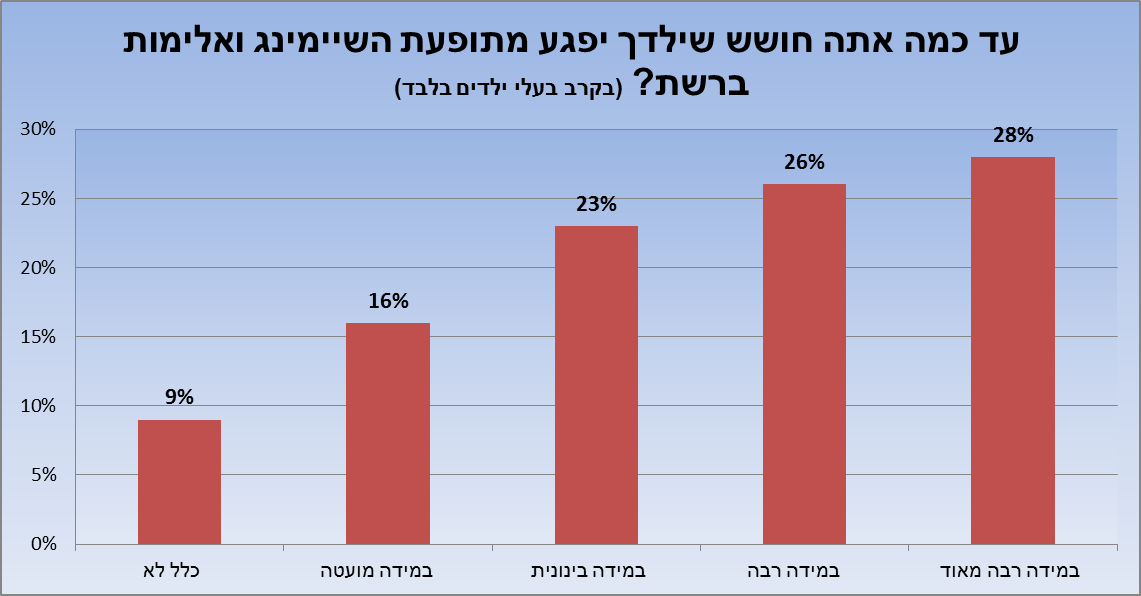 עד כמה אתה חושש שילדך יפגע מתופעת השיימינג ואלימות
ברשת? (בקרב בעלי ילדים בלבד)
30%
25%
20%
15%
10%
5%
0%
9%
16%
23%
26%
28%
כלל לא
במידה מועטה
במידה בינונית
במידה רבה
במידה רבה מאוד